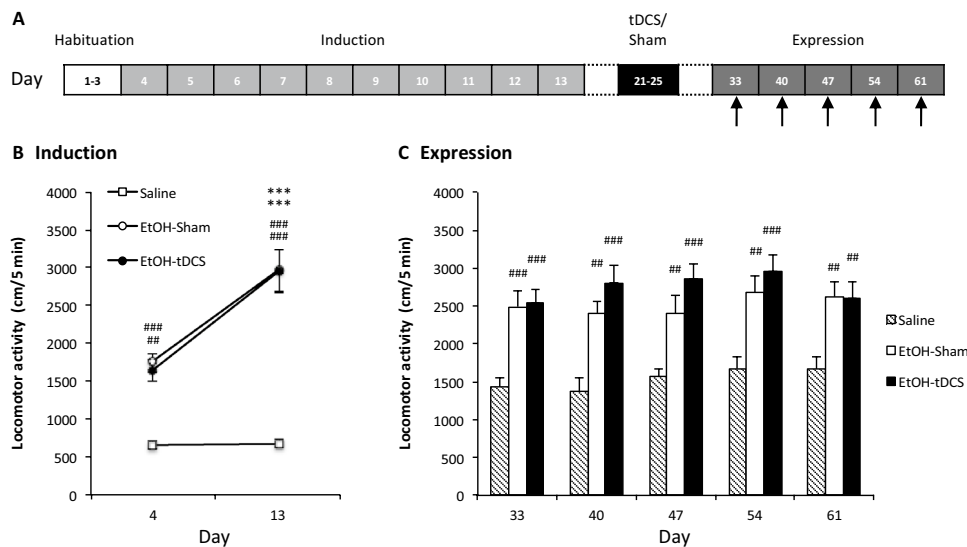 A
Habituation Induction tDCS/ Sham Expression
Day 1-3 4 5 6 7 8 9 10 11 12 13 21-25 33 40 47 54 61
B Induction
Locomotor activity (cm/5 min)
4000
3500
3000
2500
2000
1500
1000
500
0
Saline
EtOH-Sham
EtOH-tDCS
***
***
###
###
###
##
4 13
Day
C Expression
Locomotor activity (cm/5 min)
4000
3500
3000
2500
2000
1500
1000
500
0
### ###
## ###
## ###
## ###
## ##
Saline
EtOH-Sham
EtOH-tDCS
33 40 47 54 61
Day